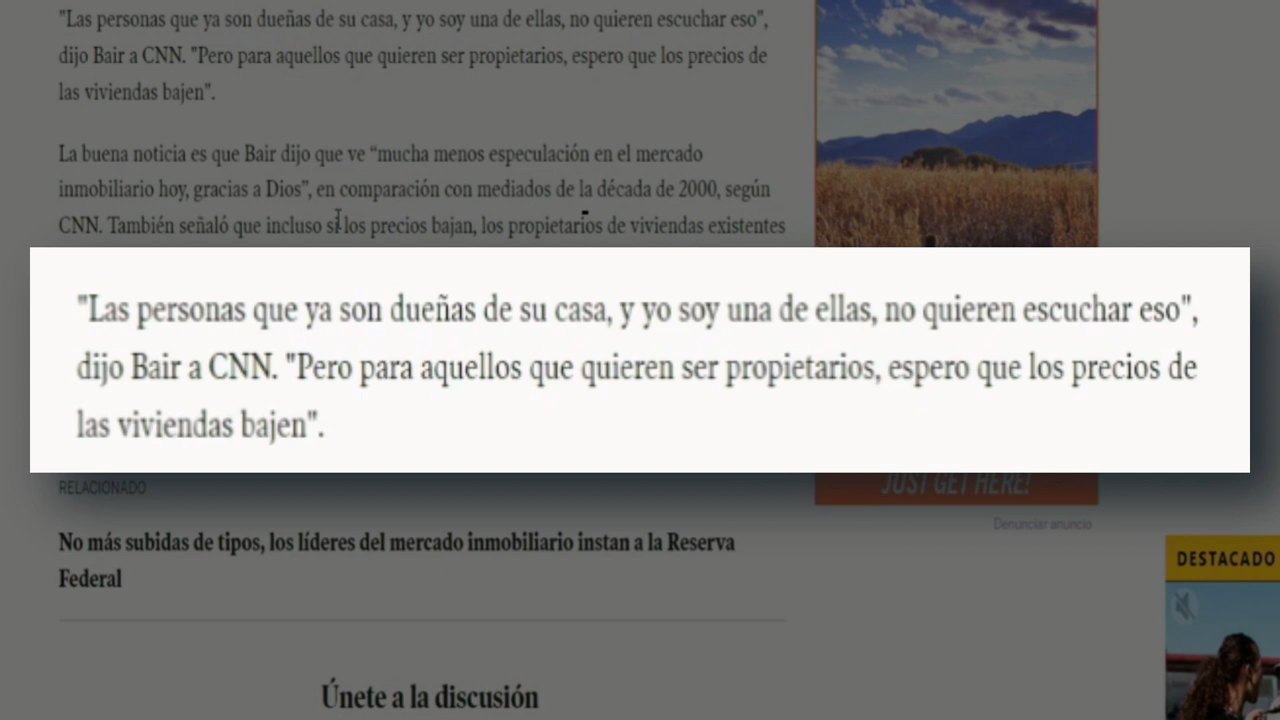 "Las personas que ya son dueñas de su casa, y yo soy una de ellas, no quieren escuchar eso",
dijo Bair a CNN. "Pero para aquellos que quieren ser propietarios, espero que los precios de
las viviendas bajen".
La buena noticia es que Bair dijo que ve “mucha menos especulación en el mercado
inmobiliario hoy, gracias a Dios”, en comparación con mediados de la década de 2000, según
CNN. También señaló que incluso si los precios bajan, los propietarios de viviendas existentes
"Las personas que ya son dueñas de su casa, y yo soy una de ellas, no quieren escuchar eso",
dijo Bair a CNN. "Pero para aquellos que quieren ser propietarios, espero que los precios de
las viviendas bajen".
RELACIONADO
JUST GET HERE!
Denunciar anuncio
No más subidas de tipos, los líderes del mercado inmobiliario instan a la Reserva
Federal
DESTACADO
Únete a la discusión